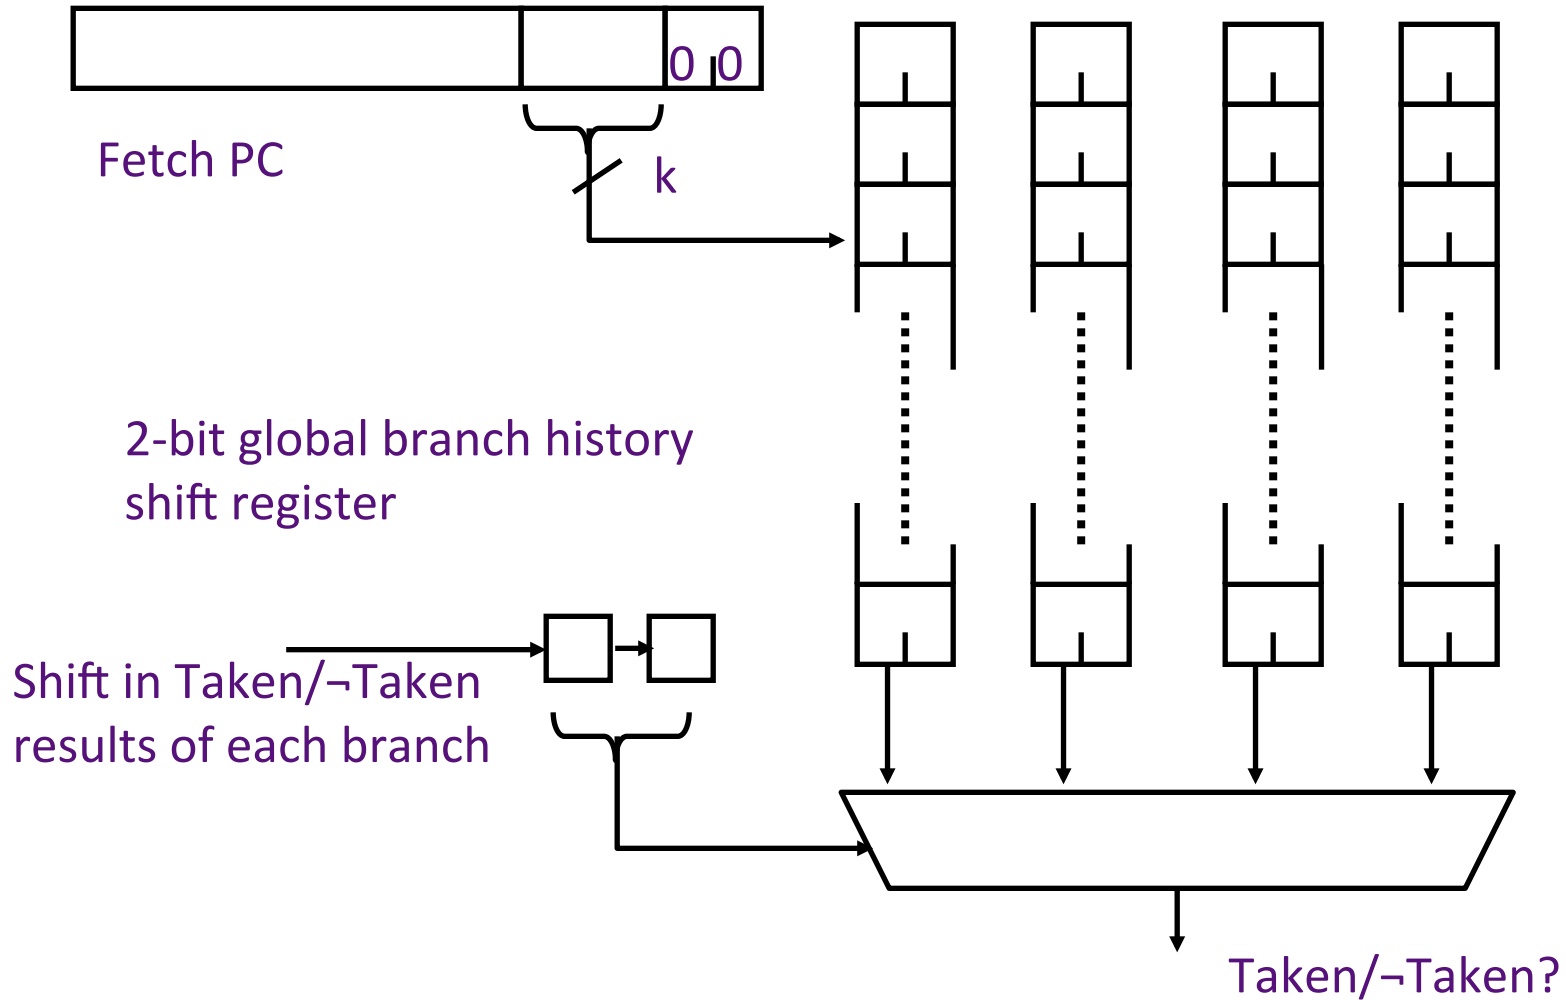 0 0
Fetch PC
k
2-bit global branch history
shift register
Shift in Taken/¬Taken
results of each branch
Taken/¬Taken?